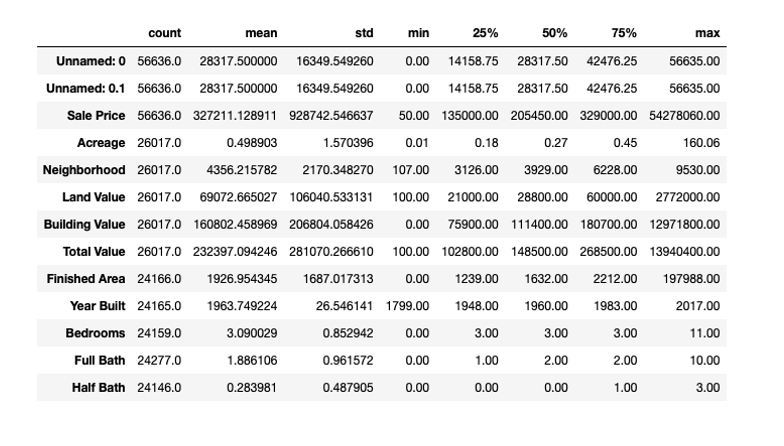 count mean std min 25% 50% 75% max
Unnamed: 0 56636.0 28317.500000 16349.549260 0.00 14158.75 28317.50 42476.25 56635.00
Unnamed: 0.1 56636.0 28317.500000 16349.549260 0.00 14158.75 28317.50 42476.25 56635.00
Sale Price 56636.0 327211.128911 928742.546637 50.00 135000.00 205450.00 329000.00 54278060.00
Acreage 26017.0 0.498903 1.570396 0.01 0.18 0.27 0.45 160.06
Neighborhood 26017.0 4356.215782 2170.348270 107.00 3126.00 3929.00 6228.00 9530.00
Land Value 26017.0 69072.665027 106040.533131 100.00 21000.00 28800.00 60000.00 2772000.00
Building Value 26017.0 160802.458969 206804.058426 0.00 75900.00 111400.00 180700.00 12971800.00
Total Value 26017.0 232397.094246 281070.266610 100.00 102800.00 148500.00 268500.00 13940400.00
Finished Area 24166.0 1926.954345 1687.017313 0.00 1239.00 1632.00 2212.00 197988.00
Year Built 24165.0 1963.749224 26.546141 1799.00 1948.00 1960.00 1983.00 2017.00
Bedrooms 24159.0 3.090029 0.852942 0.00 3.00 3.00 3.00 11.00
Full Bath 24277.0 1.886106 0.961572 0.00 1.00 2.00 2.00 10.00
Half Bath 24146.0 0.283981 0.487905 0.00 0.00 0.00 1.00 3.00